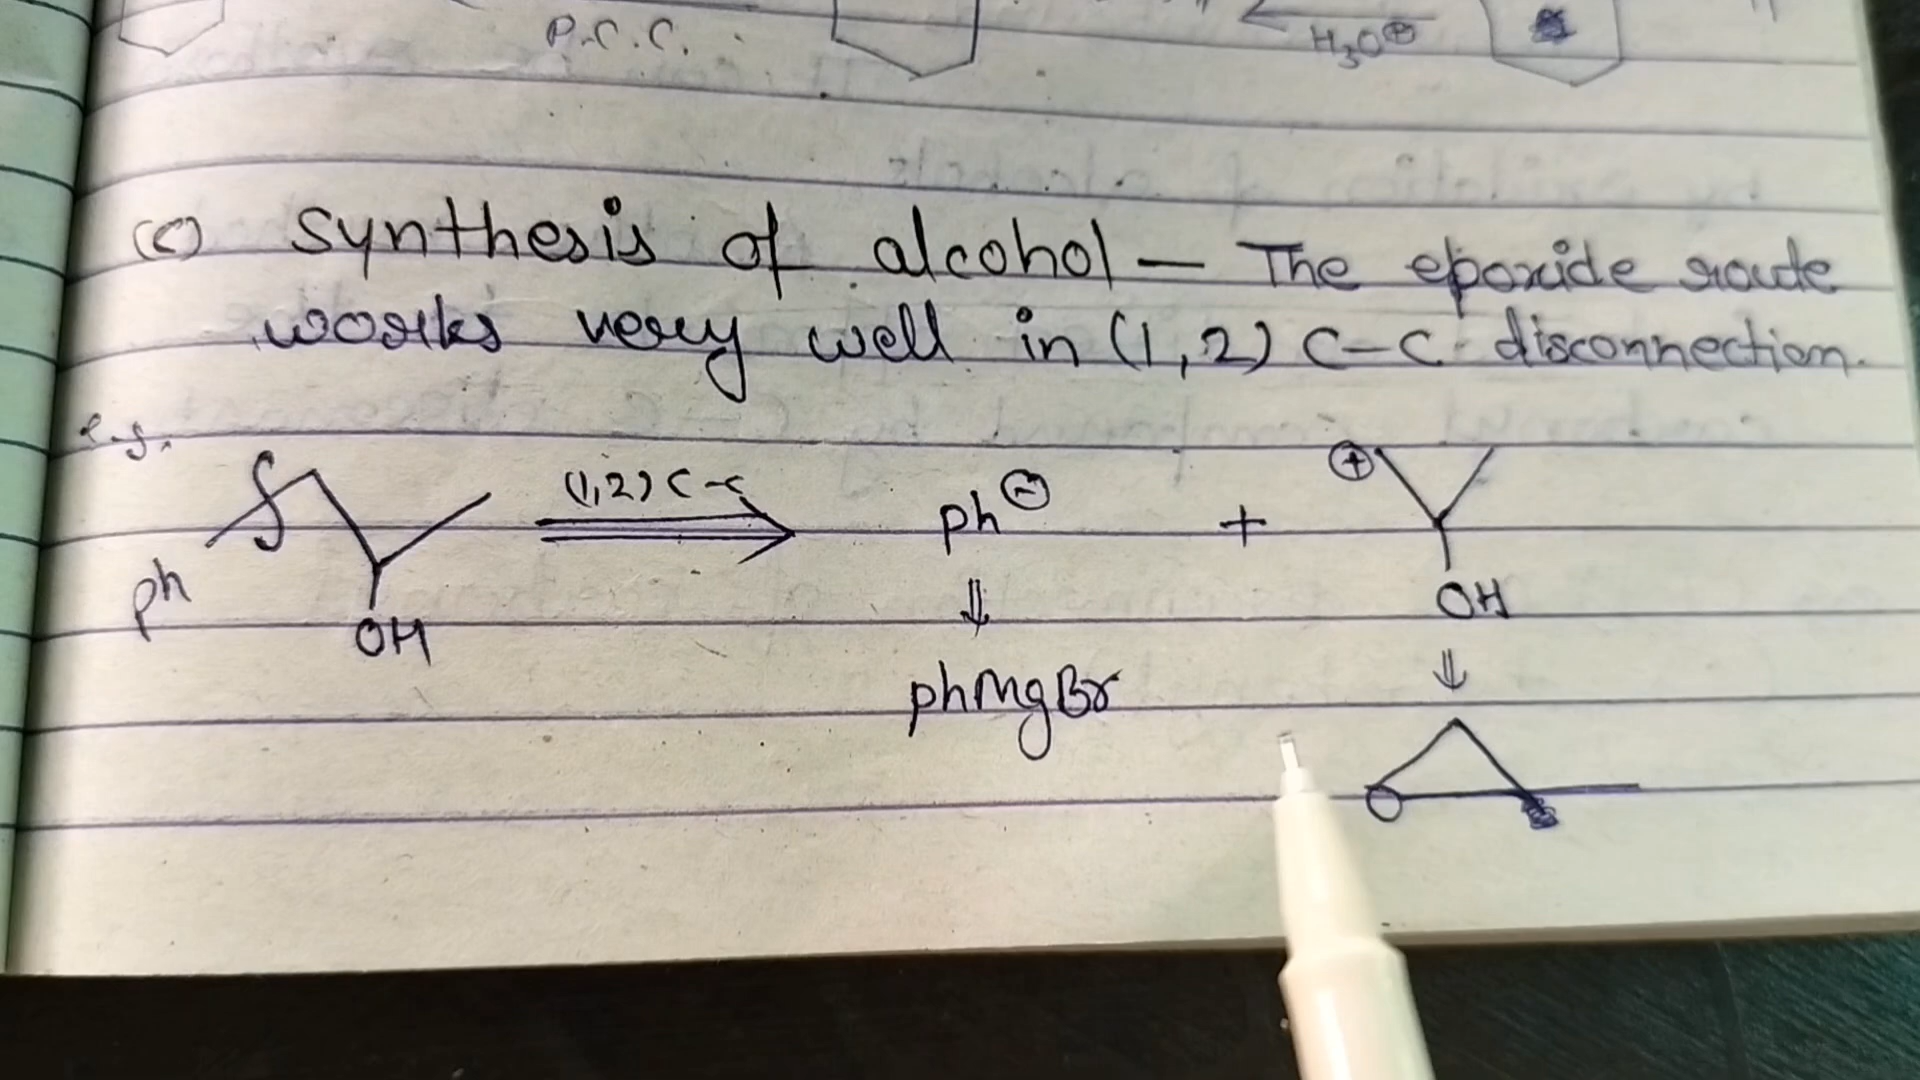 P.C.C.
H3O⊕
(c) Synthesis of alcohol — The epoxide route
works very well in (1,2) C-C disconnection.
e.g.
(1,2) C-C
ph ⊖ + ⊕
ph OH OH
phMgBr
O